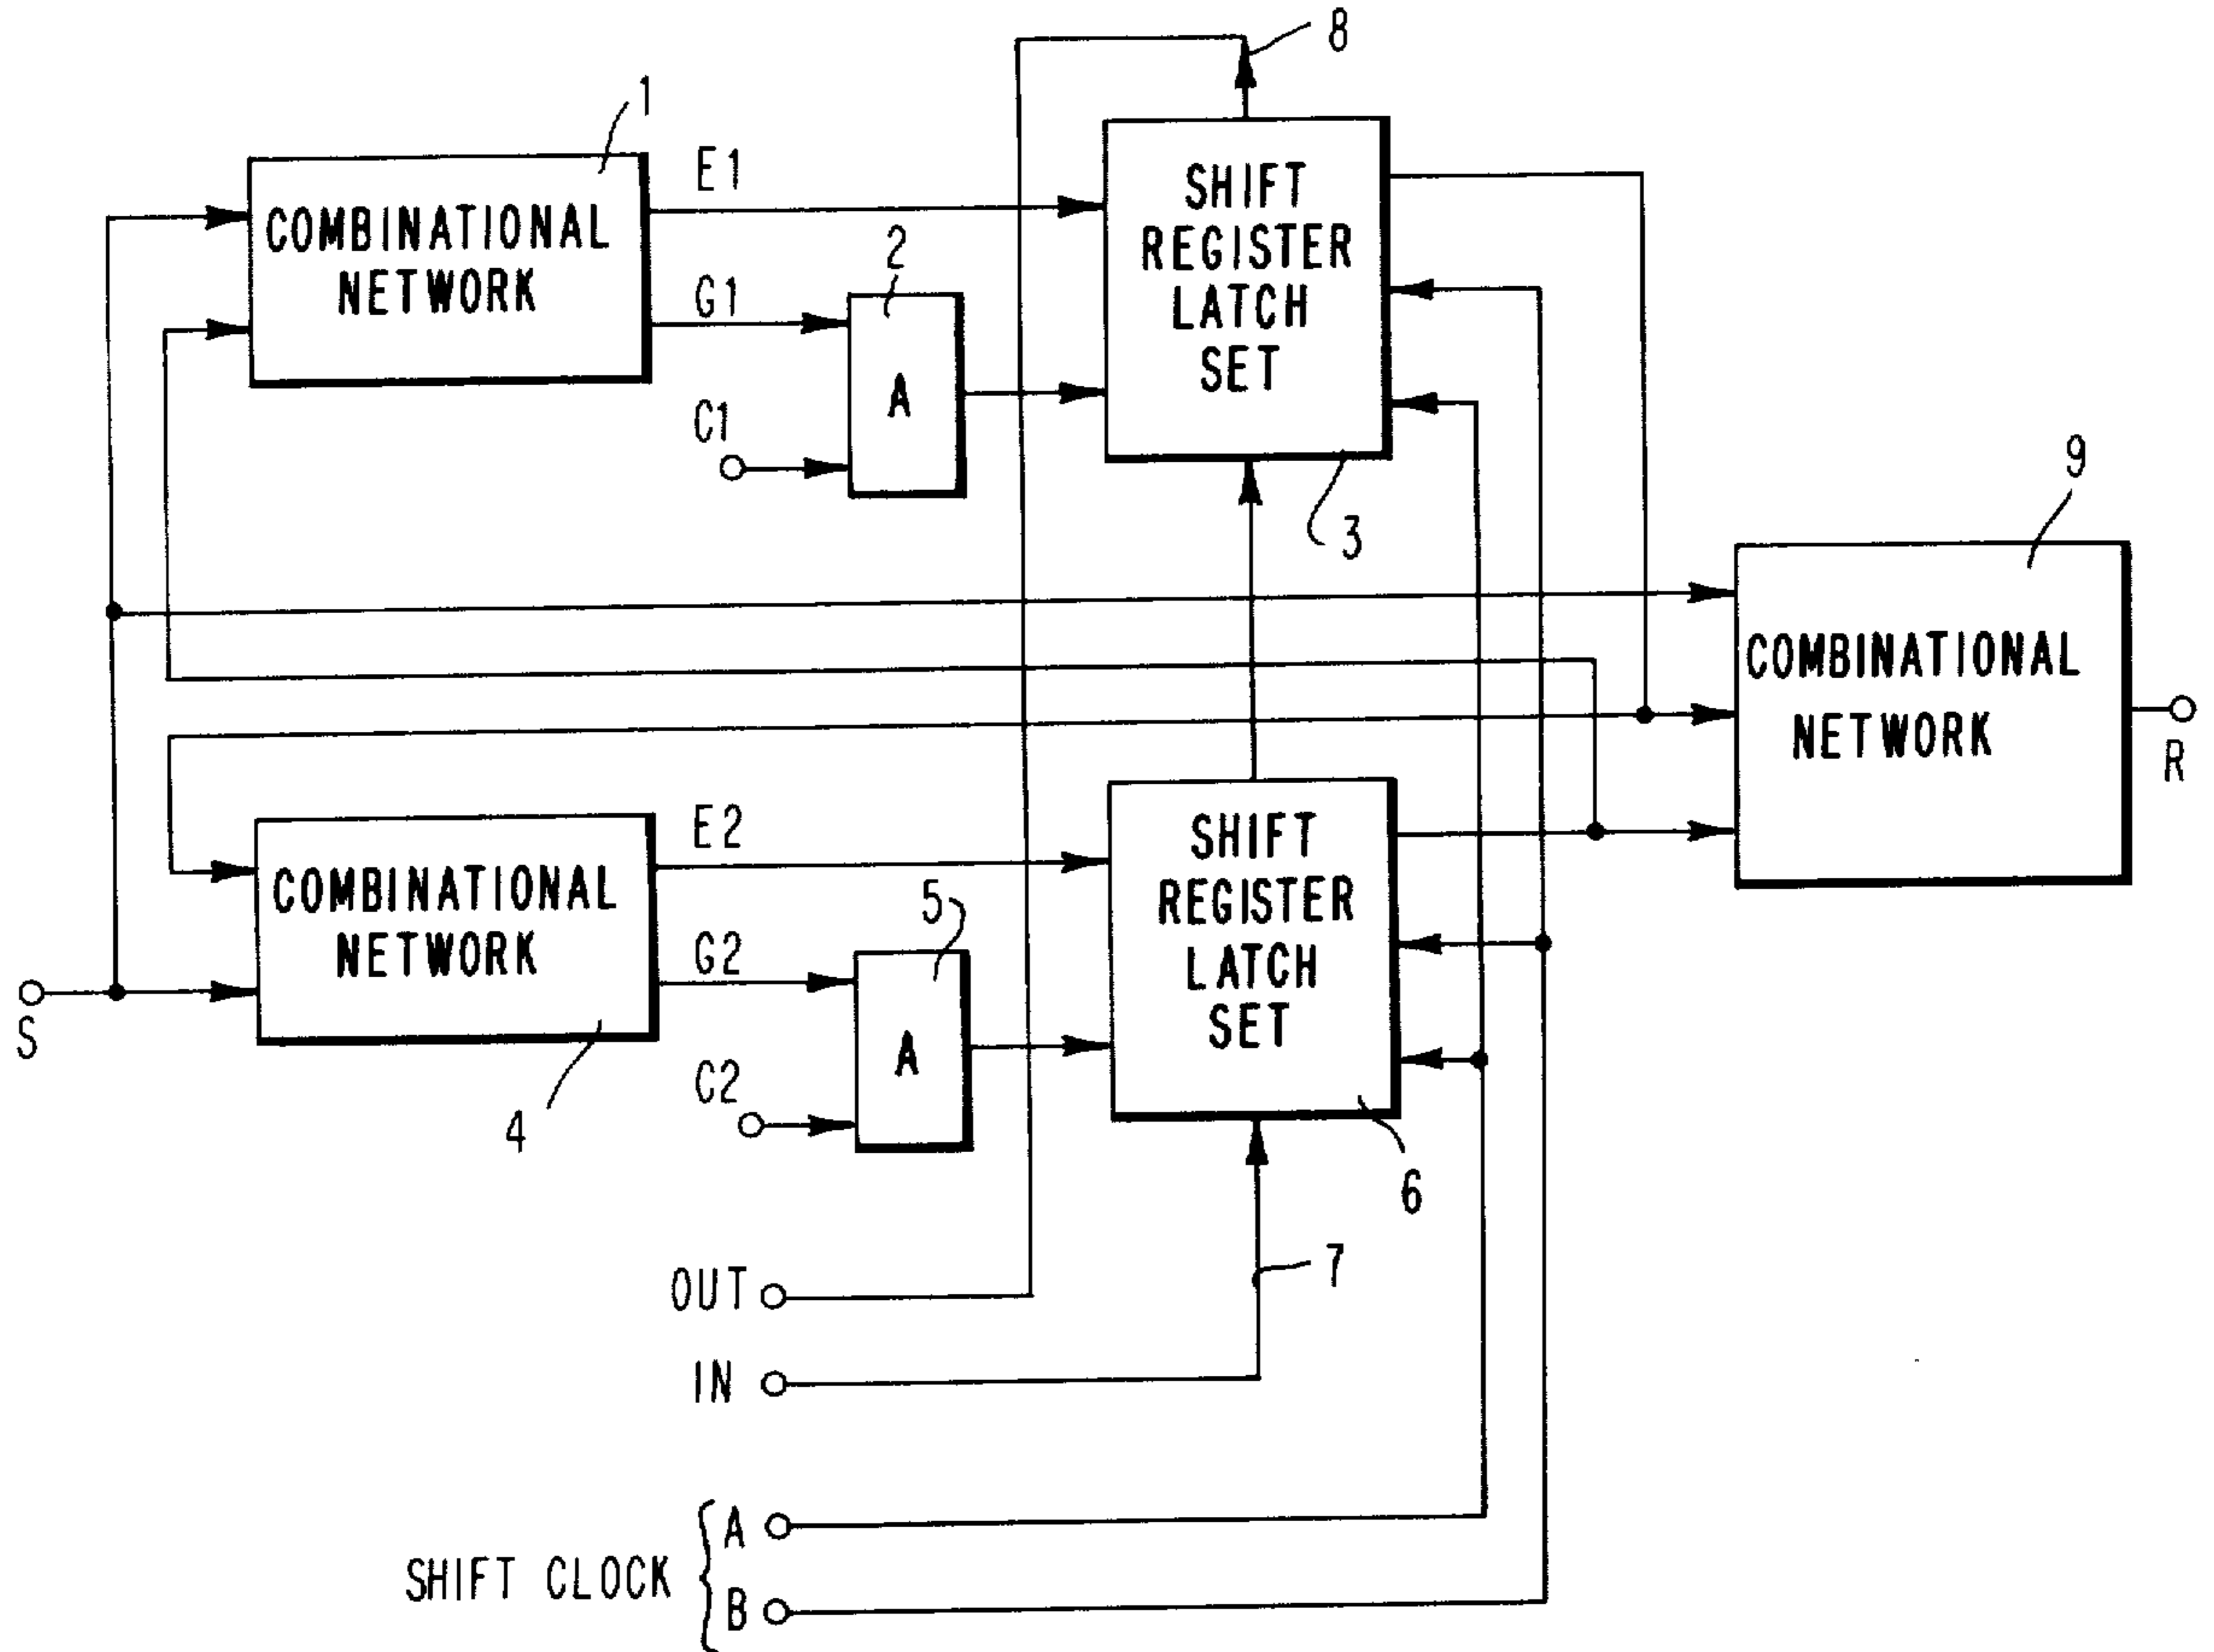 8
1
COMBINATIONAL
NETWORK
E1
G1
2
A
C1
SHIFT
REGISTER
LATCH
SET
3
9
COMBINATIONAL
NETWORK
R
COMBINATIONAL
NETWORK
4
S
E2
G2
5
A
C2
SHIFT
REGISTER
LATCH
SET
6
7
OUT
IN
SHIFT CLOCK
A
B